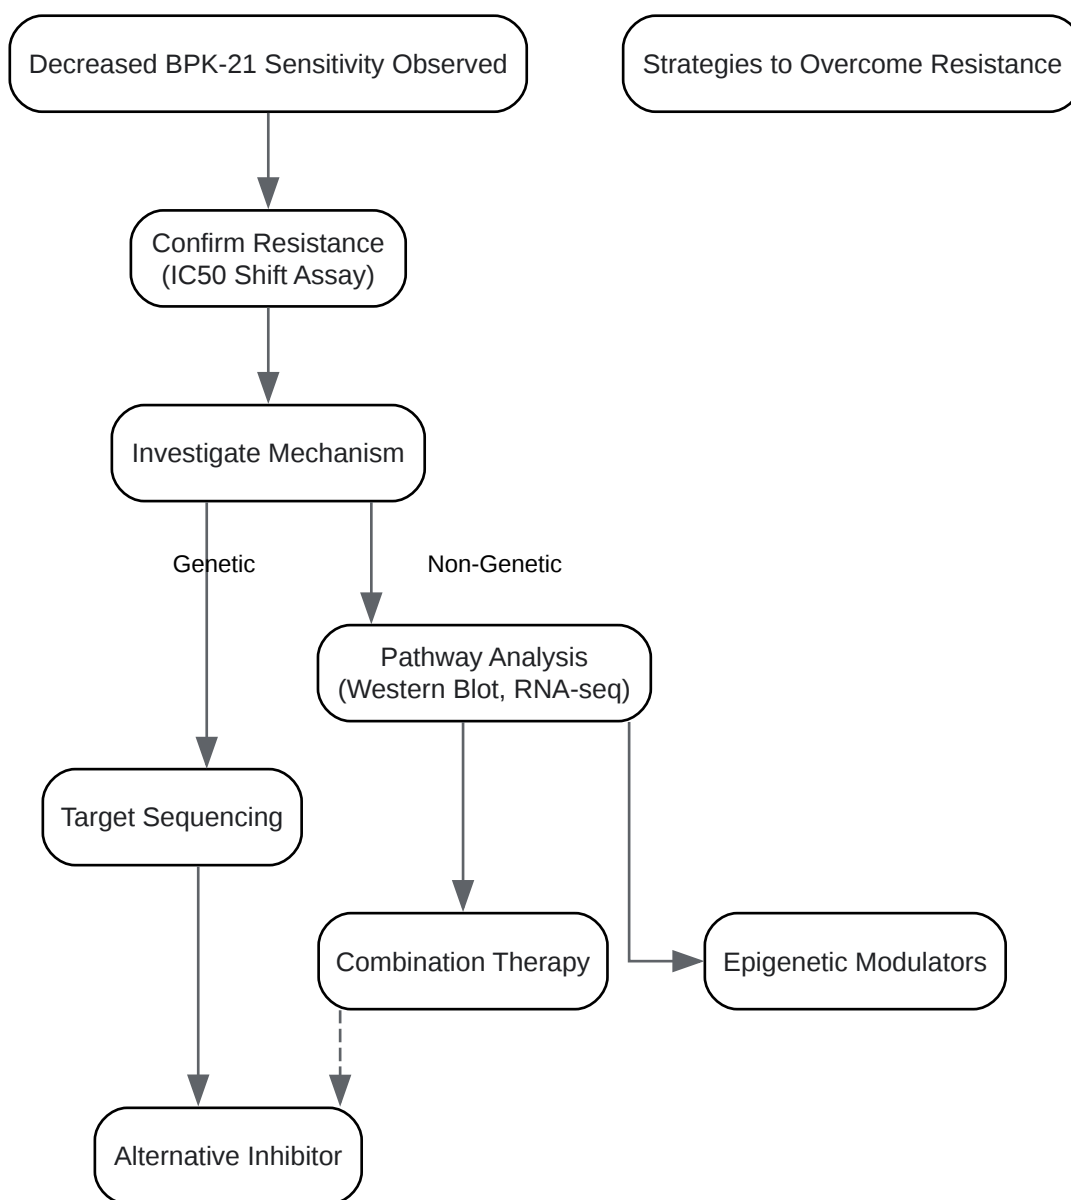 Decreased BPK-21 Sensitivity Observed
Strategies to Overcome Resistance
Confirm Resistance
(IC50 Shift Assay)
Investigate Mechanism
Genetic
Non-Genetic
Pathway Analysis
(Western Blot, RNA-seq)
Target Sequencing
Combination Therapy
Epigenetic Modulators
Alternative Inhibitor